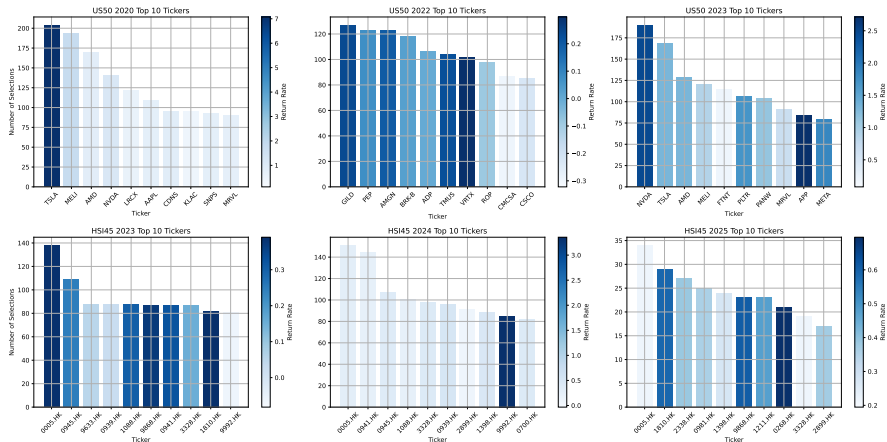 US50 2020 Top 10 Tickers
Number of Selections
200
175
150
125
100
75
50
25
0
TSLA
MELI
AMD
NVDA
LRCX
AAPL
CDNS
KLAC
SNPS
MRVL
Ticker
7
6
5
4
3
2
1
Return Rate
US50 2022 Top 10 Tickers
120
100
80
60
40
20
0
GILD
PEP
AMGN
BRK-B
ADP
TMUS
VRTX
ROP
CMCSA
CSCO
Ticker
0.2
0.1
0.0
−0.1
−0.2
−0.3
Return Rate
US50 2023 Top 10 Tickers
175
150
125
100
75
50
25
0
NVDA
TSLA
AMD
MELI
FTNT
PLTR
PANW
MRVL
APP
META
Ticker
2.5
2.0
1.5
1.0
0.5
Return Rate
HSI45 2023 Top 10 Tickers
Number of Selections
140
120
100
80
60
40
20
0
0005.HK
0945.HK
9633.HK
0939.HK
1088.HK
9868.HK
0941.HK
3328.HK
1810.HK
9992.HK
Ticker
0.3
0.2
0.1
0.0
Return Rate
HSI45 2024 Top 10 Tickers
140
120
100
80
60
40
20
0
0005.HK
0941.HK
0945.HK
1088.HK
3328.HK
0939.HK
2899.HK
1398.HK
9992.HK
0700.HK
Ticker
3.0
2.5
2.0
1.5
1.0
0.5
0.0
Return Rate
HSI45 2025 Top 10 Tickers
35
30
25
20
15
10
5
0
0005.HK
1810.HK
2338.HK
0981.HK
1398.HK
9868.HK
1211.HK
0268.HK
3328.HK
2899.HK
Ticker
0.6
0.5
0.4
0.3
0.2
Return Rate